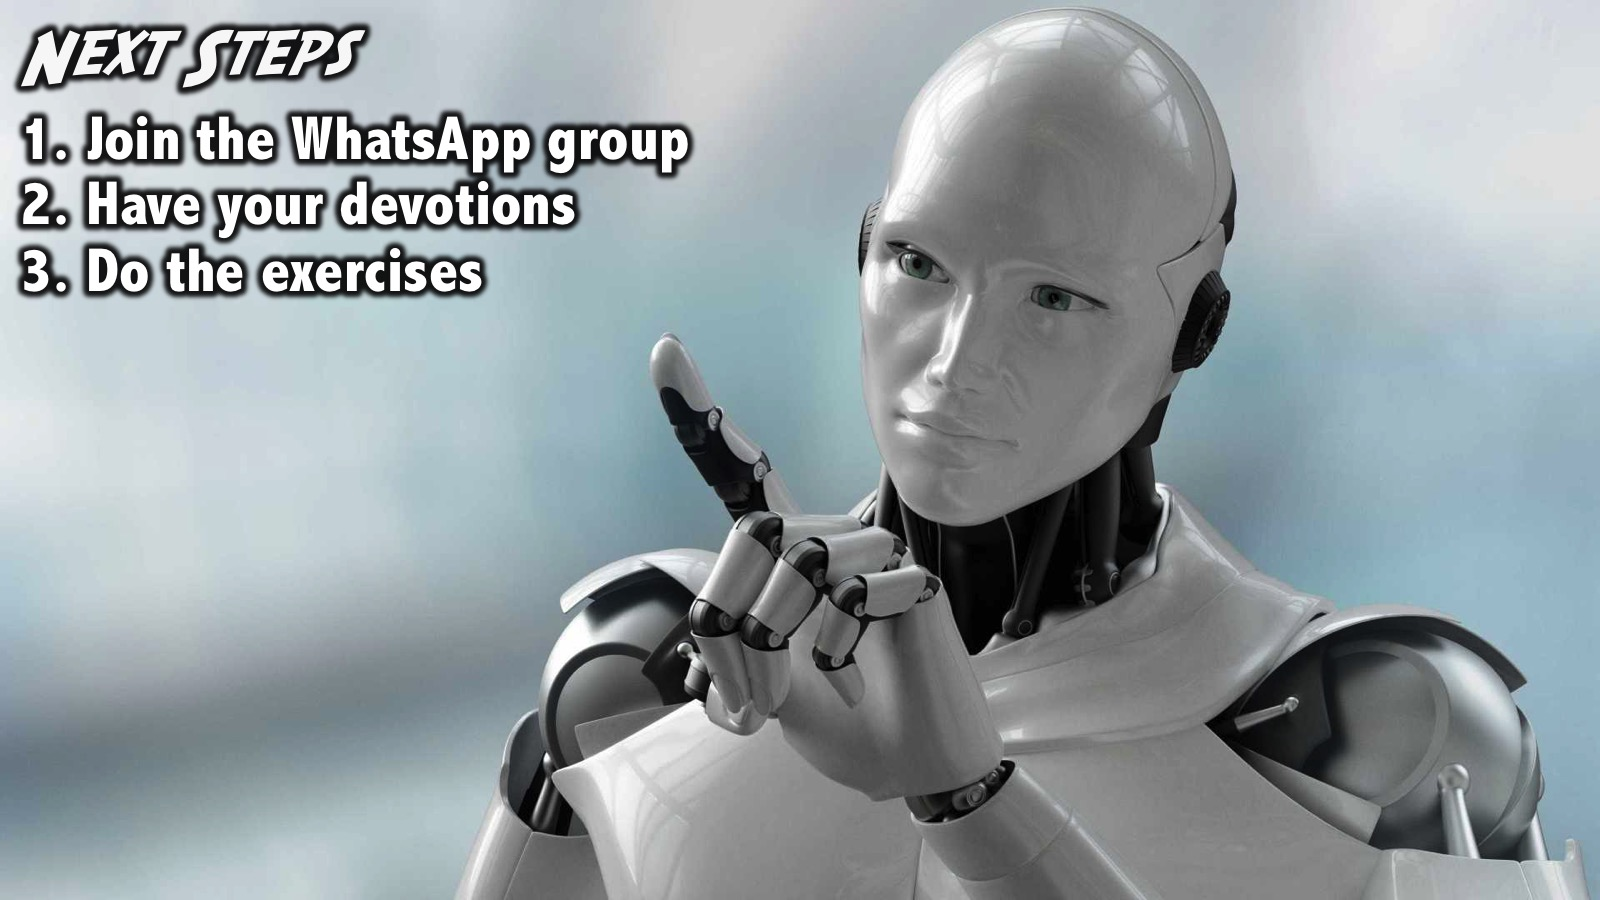 Next Steps
1. Join the WhatsApp group
2. Have your devotions
3. Do the exercises